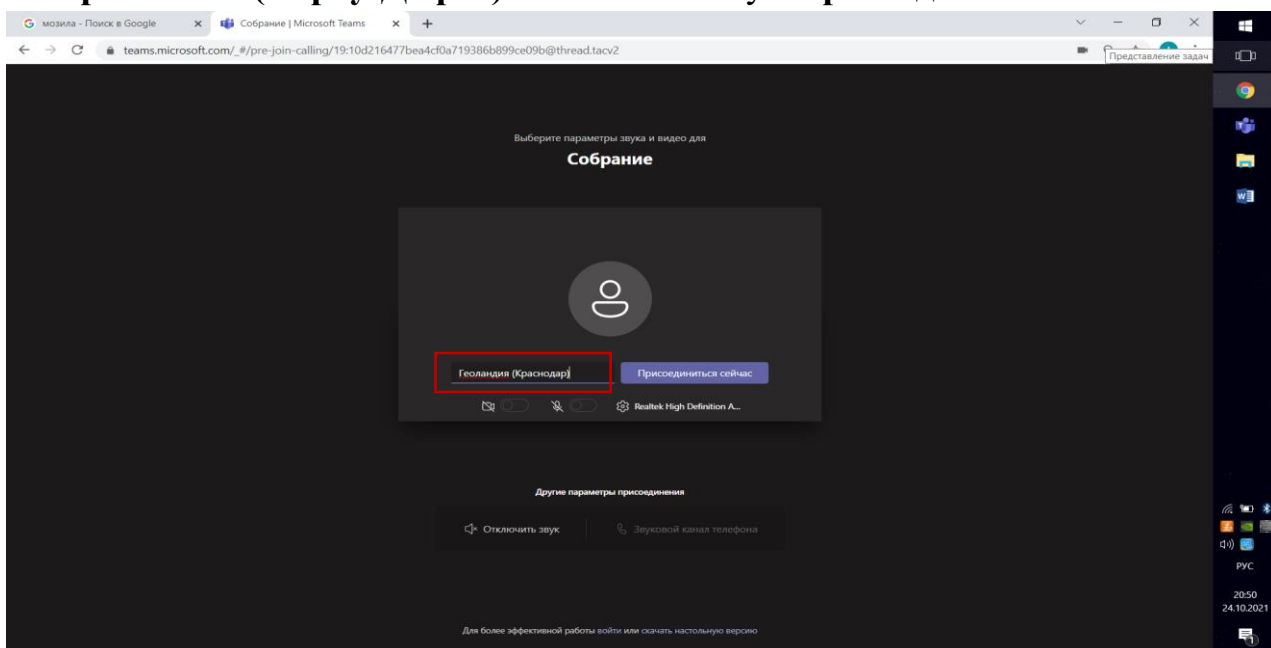 мозила - Поиск в Google
Собрание | Microsoft Teams
teams.microsoft.com/_#/pre-join-calling/19:10d216477bea4cf0a719386b899ce09b@thread.tacv2
Представление задач
Выберите параметры звука и видео для
Собрание
Геоландия (Краснодар)
Присоединиться сейчас
Realtek High Definition A...
Другие параметры присоединения
Отключить звук
Звуковой канал телефона
Для более эффективной работы войти или скачать настольную версию
РУС
20:50
24.10.2021